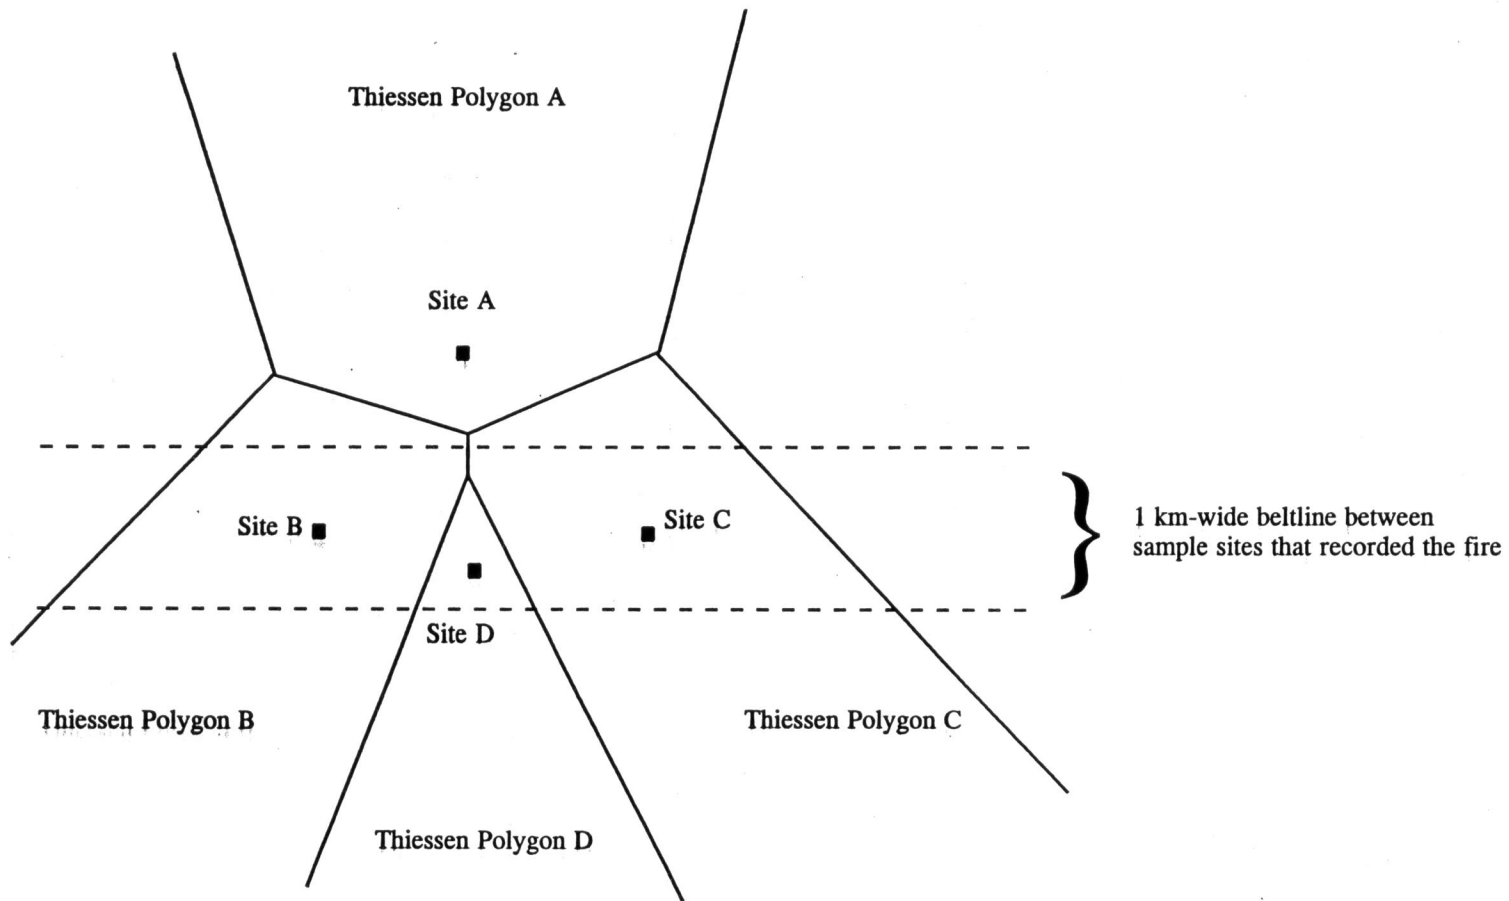 Thiessen Polygon A
Site A
Site B
Site C
1 km-wide beltline between
sample sites that recorded the fire
Site D
Thiessen Polygon B
Thiessen Polygon C
Thiessen Polygon D